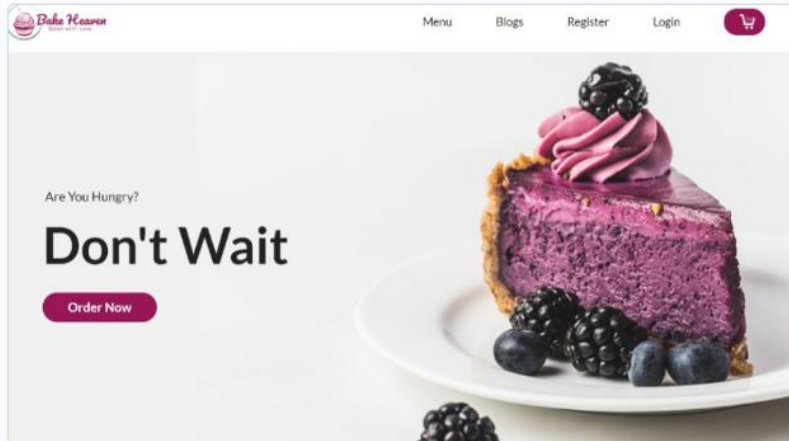 Bake Heaven
Menu Blogs Register Login
Are You Hungry?
Don't Wait
Order Now